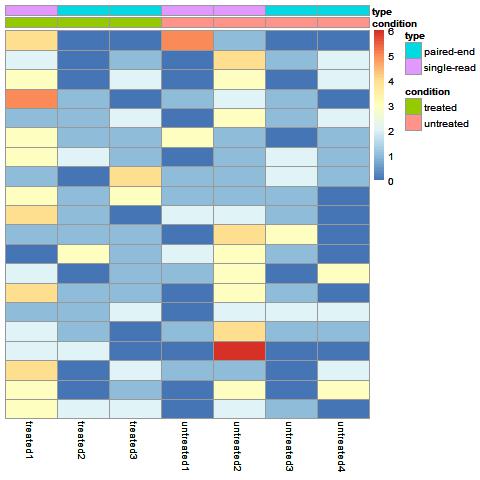 type
condition
6
5
4
3
2
1
0
type
paired-end
single-read
condition
treated
untreated
treated1
treated2
treated3
untreated1
untreated2
untreated3
untreated4